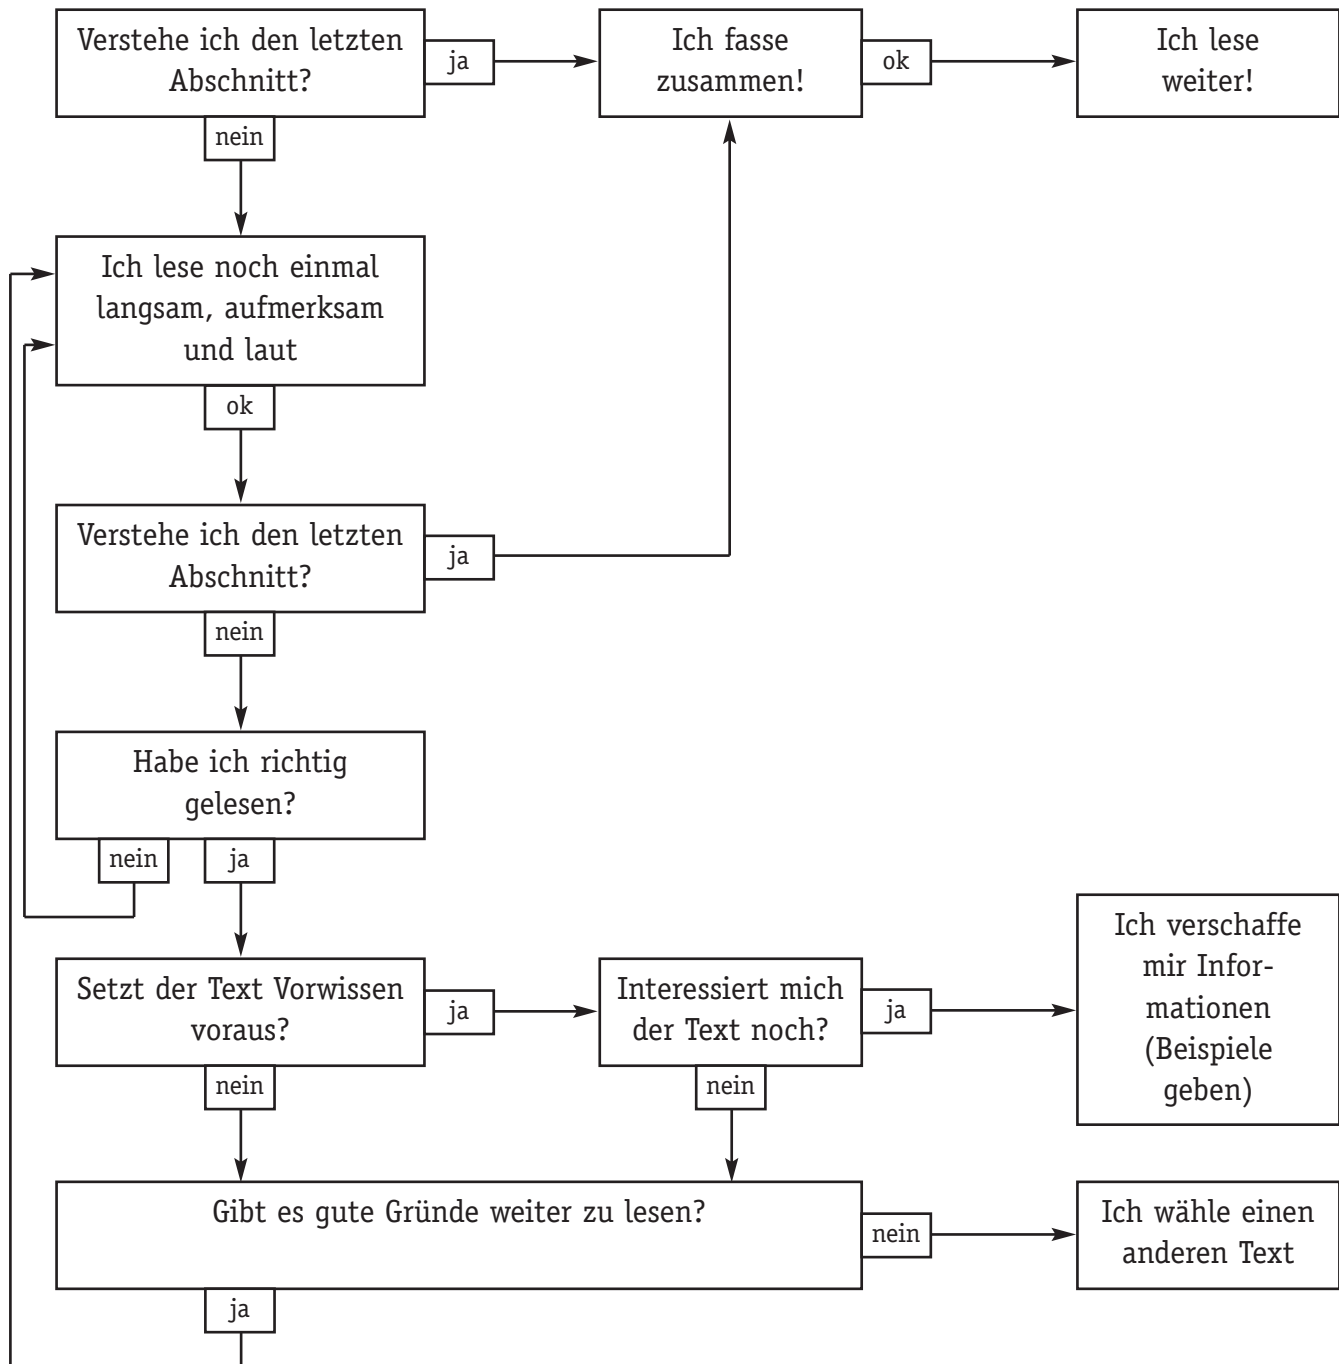 Verstehe ich den letzten
Abschnitt?
ja
nein
Ich fasse
zusammen!
ok
Ich lese
weiter!
Ich lese noch einmal
langsam, aufmerksam
und laut
ok
Verstehe ich den letzten
Abschnitt?
ja
nein
Habe ich richtig
gelesen?
nein
ja
Setzt der Text Vorwissen
voraus?
ja
nein
Interessiert mich
der Text noch?
ja
nein
Ich verschaffe
mir Infor-
mationen
(Beispiele
geben)
Gibt es gute Gründe weiter zu lesen?
nein
ja
Ich wähle einen
anderen Text